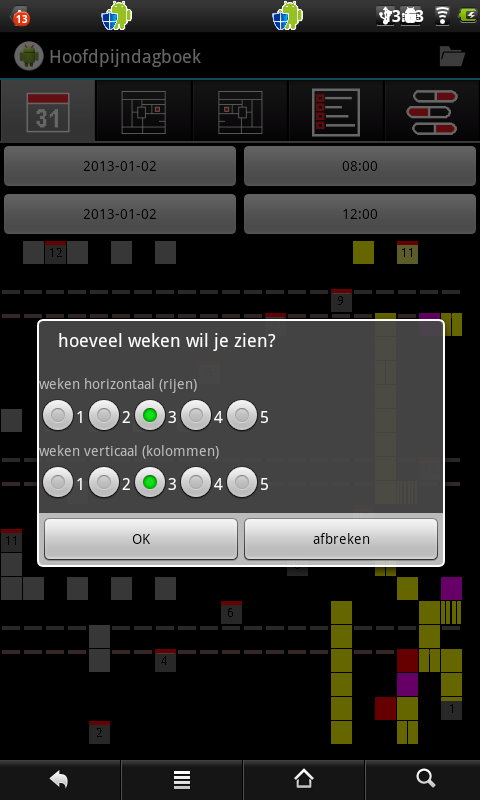 13
Hoofdpijndagboek
31
2013-01-02
08:00
2013-01-02
12:00
12
11
9
hoeveel weken wil je zien?
weken horizontaal (rijen)
1 2 3 4 5
weken verticaal (kolommen)
1 2 3 4 5
OK
afbreken
11
6
4
1
2